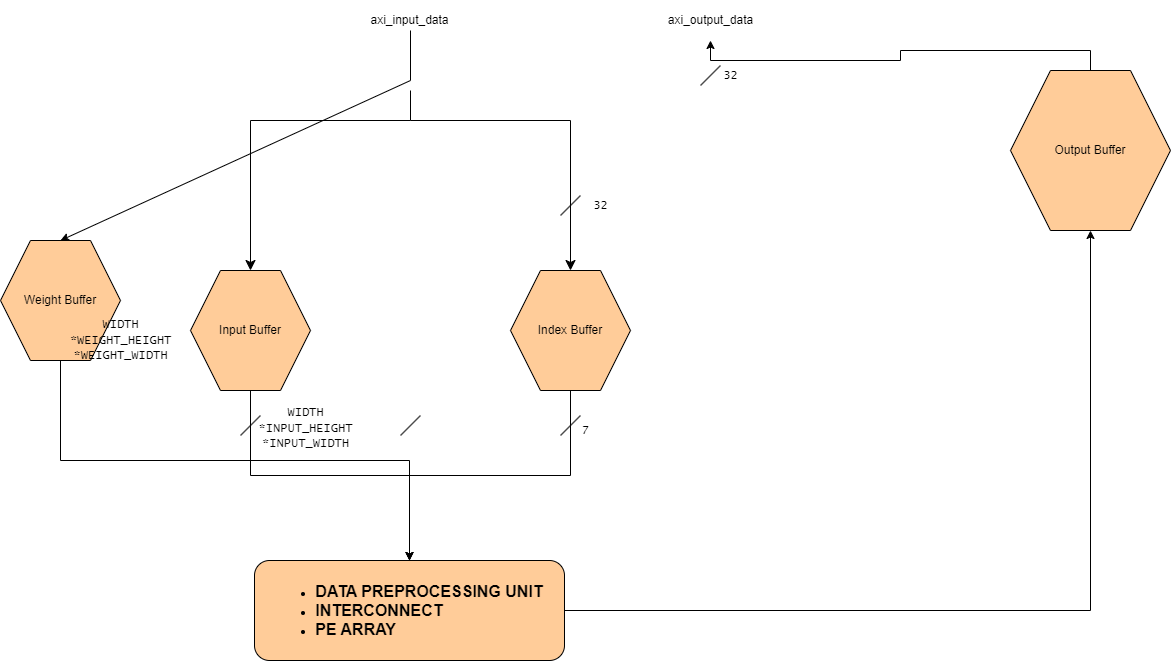 axi_input_data
axi_output_data
32
Output Buffer
32
Weight Buffer
WIDTH
*WEIGHT_HEIGHT
*WEIGHT_WIDTH
Input Buffer
Index Buffer
WIDTH
*INPUT_HEIGHT
*INPUT_WIDTH
7
• DATA PREPROCESSING UNIT
• INTERCONNECT
• PE ARRAY